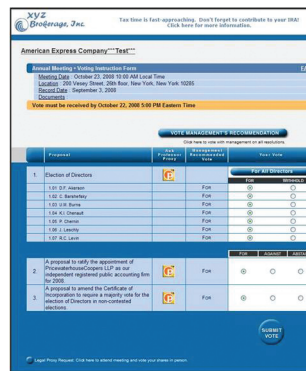 XYZ
Brokerage, Inc.
Tax time is fast-approaching. Don't forget to contribute to your IRA!
Click here for more information.
American Express Company***Test***
Annual Meeting - Voting Instruction Form
Meeting Date : October 23, 2008 10:00 AM Local Time
Location : 200 Vesey Street, 26th floor, New York, New York 10285
Record Date : September 3, 2008
Documents :
Vote must be received by October 22, 2008 5:00 PM Eastern Time
VOTE MANAGEMENT'S RECOMMENDATION
Click here to vote with management on all resolutions.
Proposal
Ask Professor Proxy
Management Recommended Vote
Your Vote
1. Election of Directors
For All Directors
FOR WITHHOLD
1.01 D.F. Akerson FOR
1.02 C. Barshefsky FOR
1.03 U.M. Burns FOR
1.04 K.I. Chenault FOR
1.05 P. Chernin FOR
1.06 J. Leschly FOR
1.07 R.C. Levin FOR
FOR AGAINST ABSTA
2. A proposal to ratify the appointment of
PricewaterhouseCoopers LLP as our
independent registered public accounting firm
for 2008. FOR
3. A proposal to amend the Certificate of
Incorporation to require a majority vote for the
election of Directors in non-contested
elections. FOR
SUBMIT
VOTE
Legal Proxy Request. Click here to attend meeting and vote your shares in person.